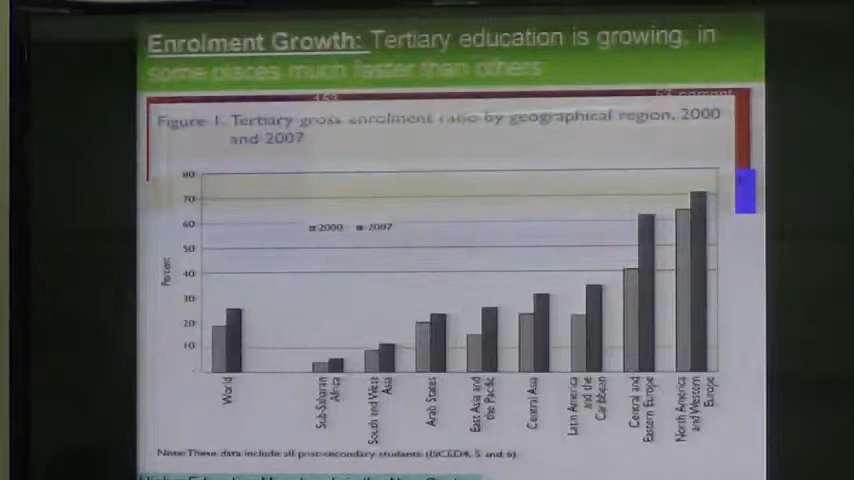 Enrolment Growth: Tertiary education is growing, in
some places much faster than others
Figure 1. Tertiary gross enrolment ratio by geographical region, 2000
and 2007
80
70
60
50
40
30
20
10
Percent
2000 2007
World
Sub-Saharan
Africa
South and West
Asia
Arab States
East Asia and
the Pacific
Central Asia
Latin America
and the
Caribbean
Central and
Eastern Europe
North America
and Western
Europe
Note: These data include all post-secondary students (ISCED4, 5 and 6)